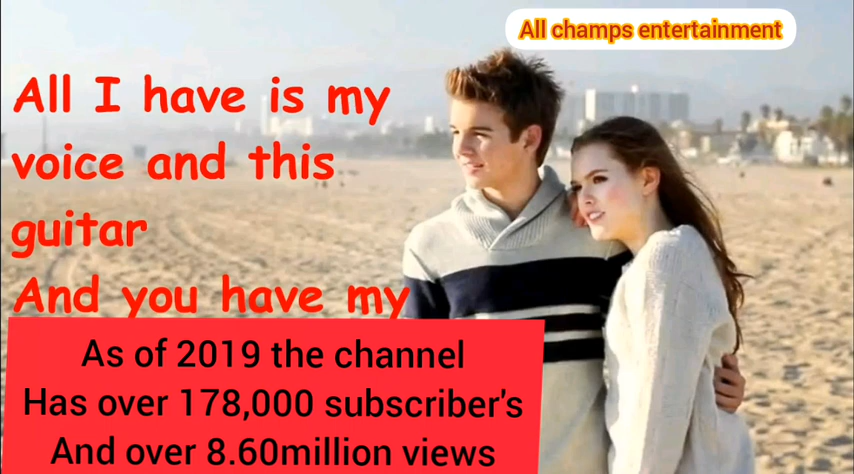 All champs entertainment
All I have is my
voice and this
guitar
And you have my
As of 2019 the channel
Has over 178,000 subscriber's
And over 8.60million views